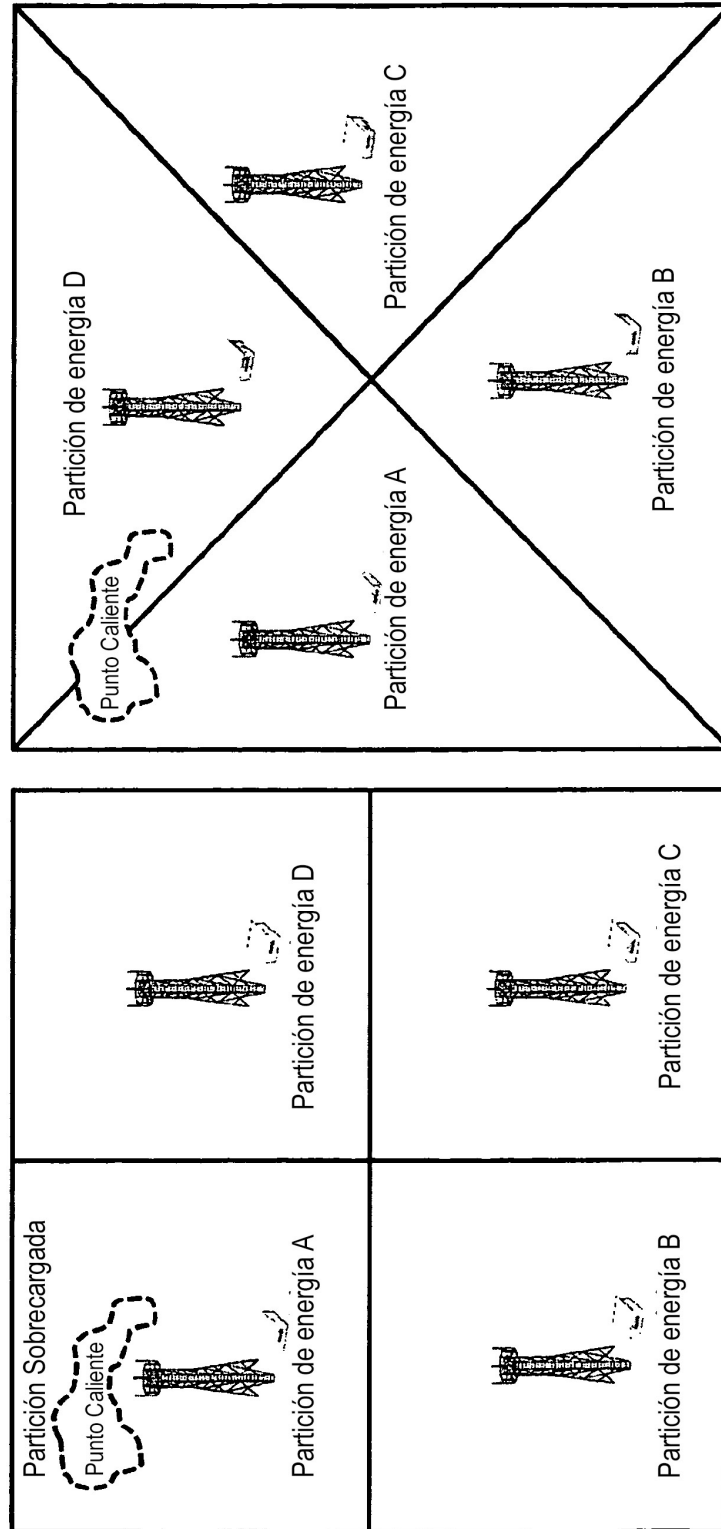 Partición Sobrecargada
Punto Caliente
Partición de energía A
Partición de energía D
Partición de energía B
Partición de energía C
Punto Caliente
Partición de energía D
Partición de energía A
Partición de energía C
Partición de energía B